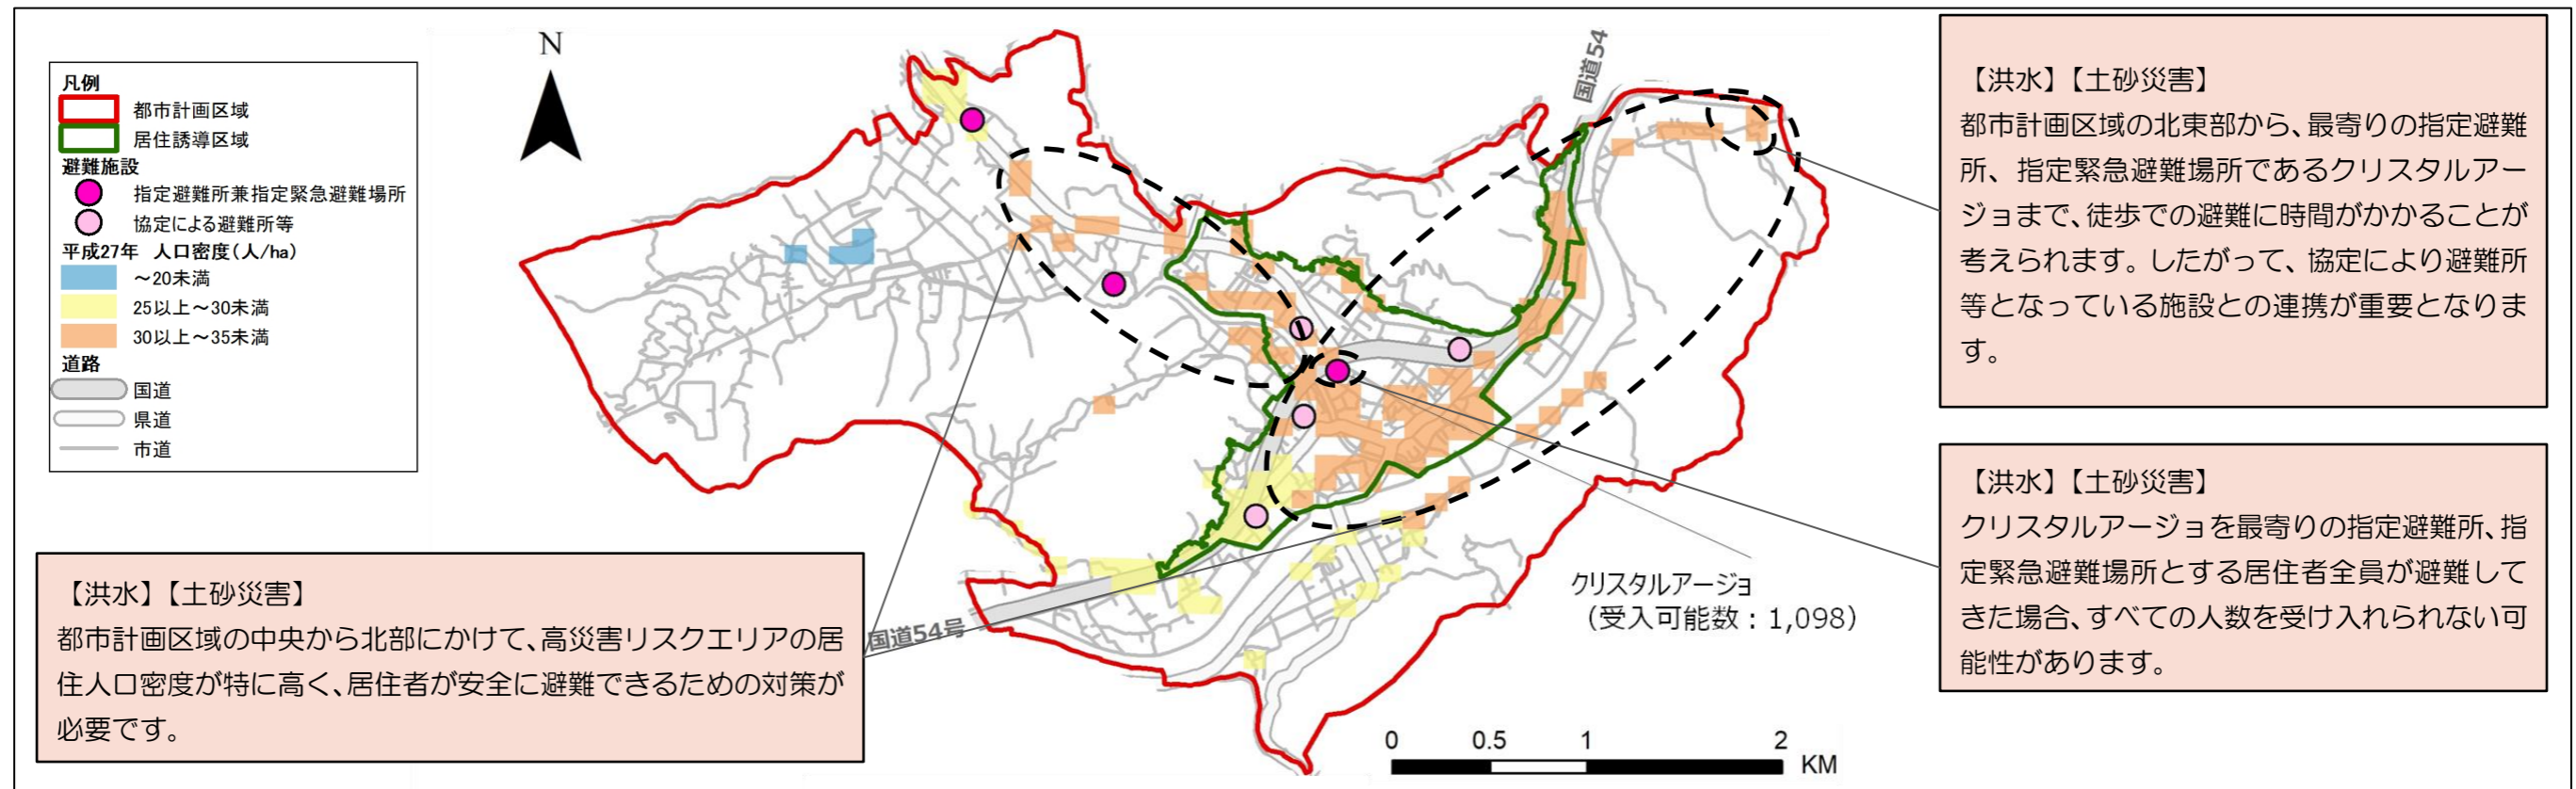 凡例
都市計画区域
居住誘導区域
避難施設
指定避難所兼指定緊急避難場所
協定による避難所等
平成27年 人口密度(人/ha)
～20未満
25以上～30未満
30以上～35未満
道路
国道
県道
市道
N
国道54
【洪水】【土砂災害】
都市計画区域の北東部から、最寄りの指定避難
所、指定緊急避難場所であるクリスタルアー
ジョまで、徒歩での避難に時間がかかることが
考えられます。したがって、協定により避難所
等となっている施設との連携が重要となりま
す。
【洪水】【土砂災害】
クリスタルアージョを最寄りの指定避難所、指
定緊急避難場所とする居住者全員が避難して
きた場合、すべての人数を受け入れられない可
能性があります。
【洪水】【土砂災害】
都市計画区域の中央から北部にかけて、高災害リスクエリアの居
住人口密度が特に高く、居住者が安全に避難できるための対策が
必要です。
国道54号
クリスタルアージョ
（受入可能数：1,098）
0 0.5 1 2
KM